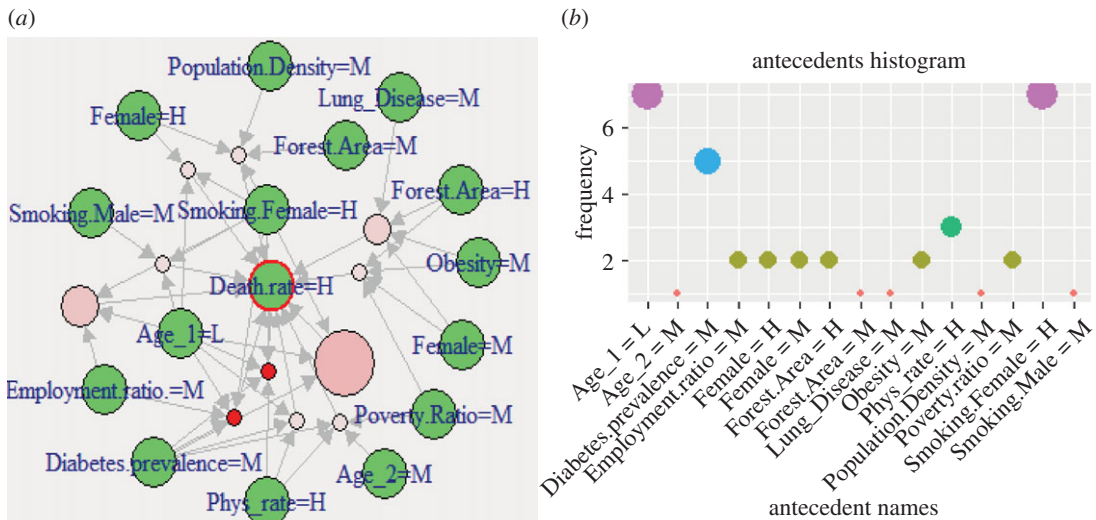 (a)
Population.Density=M
Lung_Disease=M
Female=H
Forest.Area=M
Forest.Area=H
Smoking.Male=M
Smoking.Female=H
Obesity=M
Death.rate=H
Age_1=L
Female=M
Employment.ratio.=M
Poverty.Ratio=M
Diabetes.prevalence=M
Age_2=M
Phys_rate=H
(b)
antecedents histogram
frequency
6
4
2
Age_1 = L
Age_2 = M
Diabetes.prevalence = M
Employment.ratio = M
Female = H
Female = M
Forest.Area = H
Forest.Area = M
Lung_Disease = M
Obesity = M
Phys_rate = H
Population.Density = M
Poverty.ratio = M
Smoking.Female = H
Smoking.Male = M
antecedent names